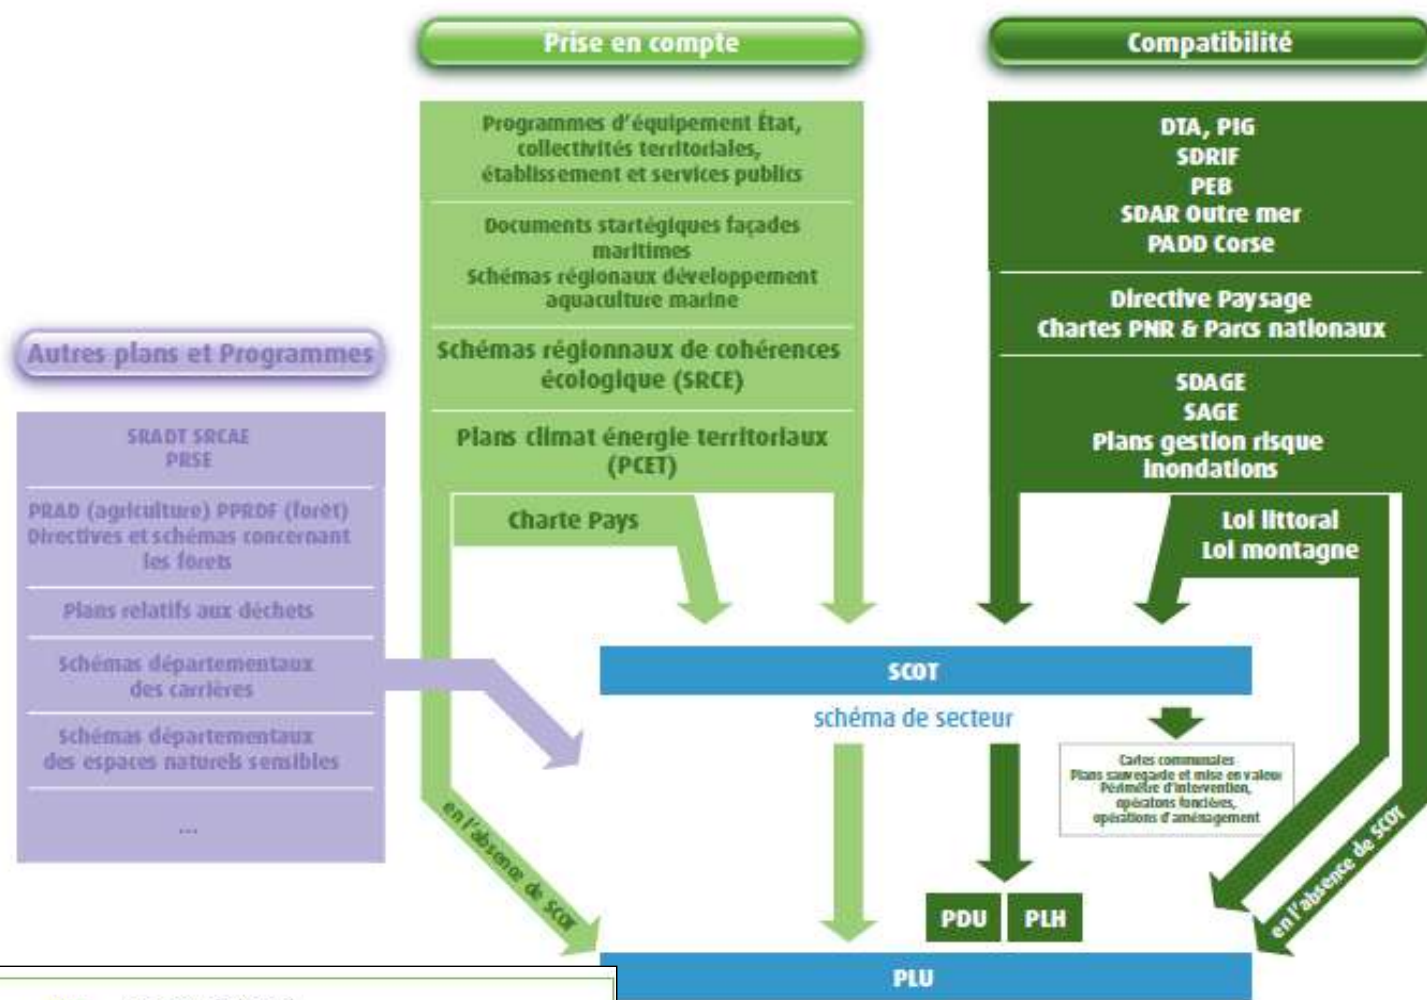 Prise en compte
Programmes d'équipement État,
collectivités territoriales,
établissement et services publics
Documents startégiques façades
maritimes
Schémas régionaux développement
aquaculture marine
Schémas régionnaux de cohérences
écologique (SRCE)
Plans climat énergie territoriaux
(PCET)
Charte Pays
Compatibilité
DTA, PIG
SDRIF
PEB
SDAR Outre mer
PADD Corse
Directive Paysage
Chartes PNR & Parcs nationaux
SDAGE
SAGE
Plans gestion risque
inondations
Loi littoral
Loi montagne
Autres plans et Programmes
SRADT SRCAE
PRSE
PRAD (agriculture) PPRDF (forêt)
Directives et schémas concernant
les forets
Plans relatifs aux déchets
Schémas départementaux
des carrières
Schémas départementaux
des espaces naturels sensibles
...
SCOT
schéma de secteur
Cartes communales
Plans sauvegarde et mise en valeur
Périmètre d'intervention,
opératons foncières,
opérations d'aménagement
en l'absence de SCOT
en l'absence de SCOT
PDU
PLH
PLU